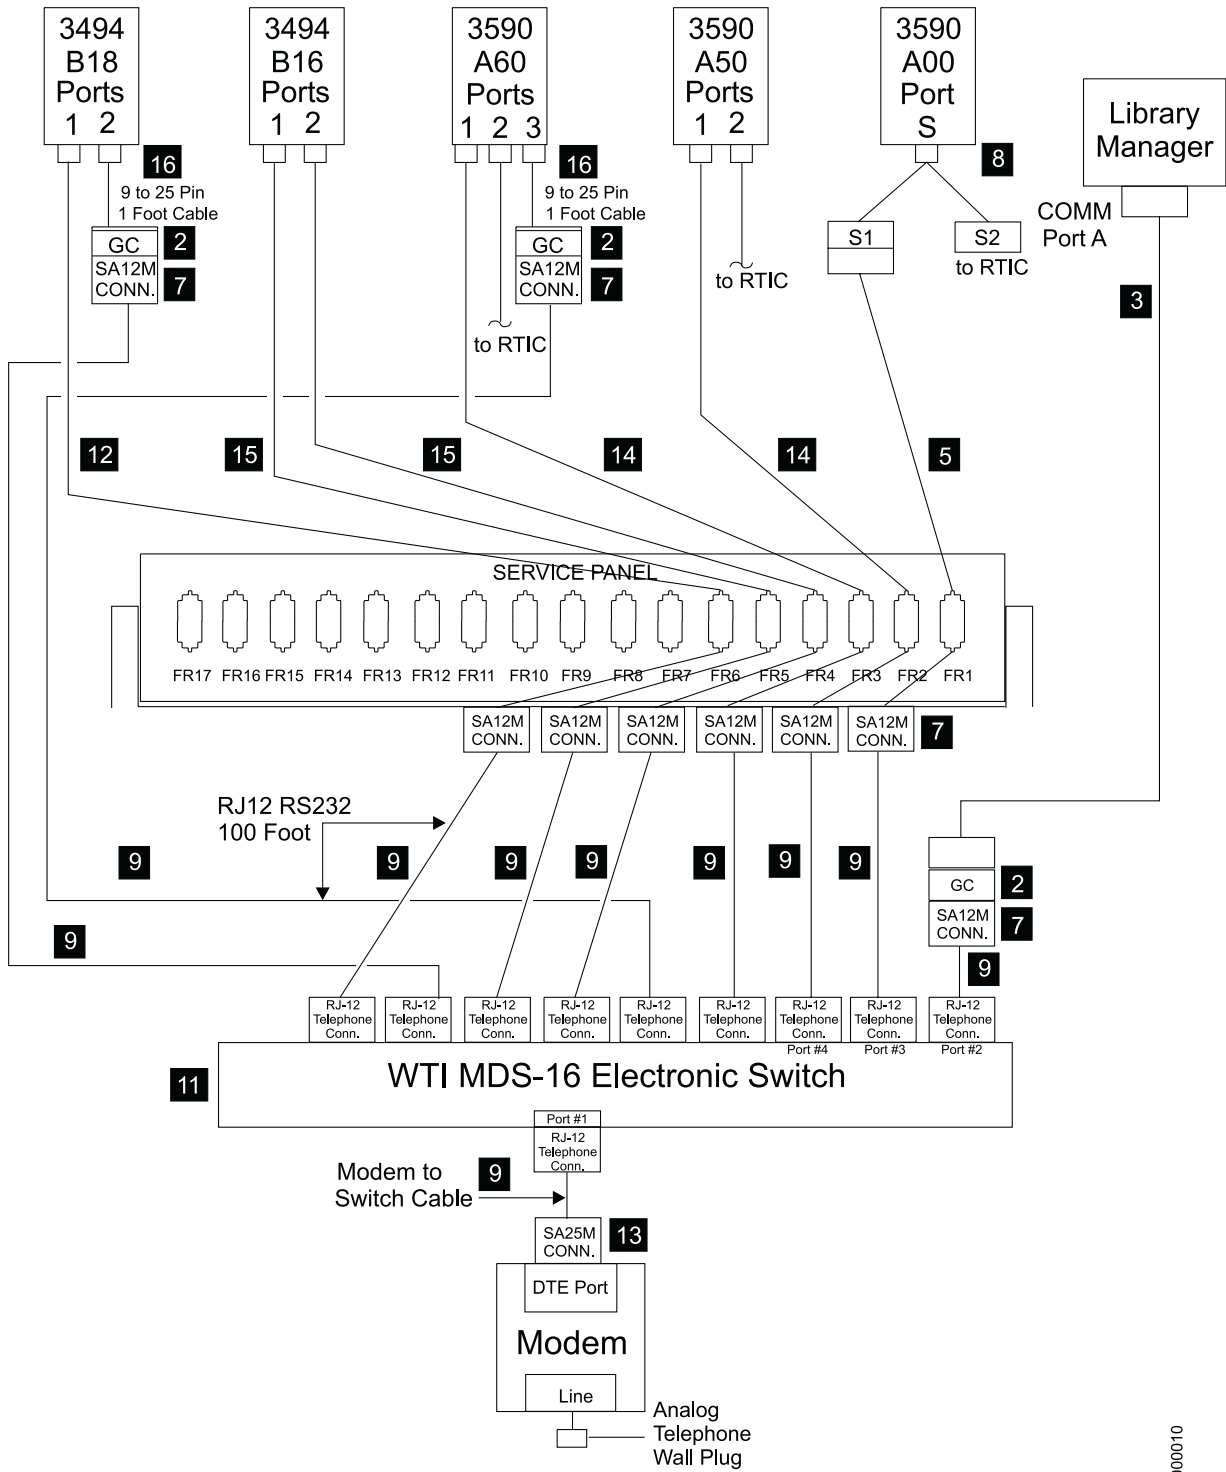 3494
B18
Ports
1 2
3494
B16
Ports
1 2
3590
A60
Ports
1 2 3
3590
A50
Ports
1 2
3590
A00
Port
S
Library
Manager
16
9 to 25 Pin
1 Foot Cable
GC
2
SA12M
CONN.
7
16
9 to 25 Pin
1 Foot Cable
GC
2
SA12M
CONN.
7
to RTIC
to RTIC
8
S1
S2
to RTIC
COMM
Port A
3
12
15
15
14
14
5
SERVICE PANEL
FR17 FR16 FR15 FR14 FR13 FR12 FR11 FR10 FR9 FR8 FR7 FR6 FR5 FR4 FR3 FR2 FR1
SA12M
CONN.
SA12M
CONN.
SA12M
CONN.
SA12M
CONN.
SA12M
CONN.
SA12M
CONN.
7
RJ12 RS232
100 Foot
9
9
9
9
9
9
9
9
GC
2
SA12M
CONN.
7
9
RJ-12
Telephone
Conn.
RJ-12
Telephone
Conn.
RJ-12
Telephone
Conn.
RJ-12
Telephone
Conn.
RJ-12
Telephone
Conn.
RJ-12
Telephone
Conn.
RJ-12
Telephone
Conn.
Port #4
RJ-12
Telephone
Conn.
Port #3
RJ-12
Telephone
Conn.
Port #2
11
WTI MDS-16 Electronic Switch
Port #1
RJ-12
Telephone
Conn.
Modem to
Switch Cable
9
SA25M
CONN.
13
DTE Port
Modem
Line
Analog
Telephone
Wall Plug